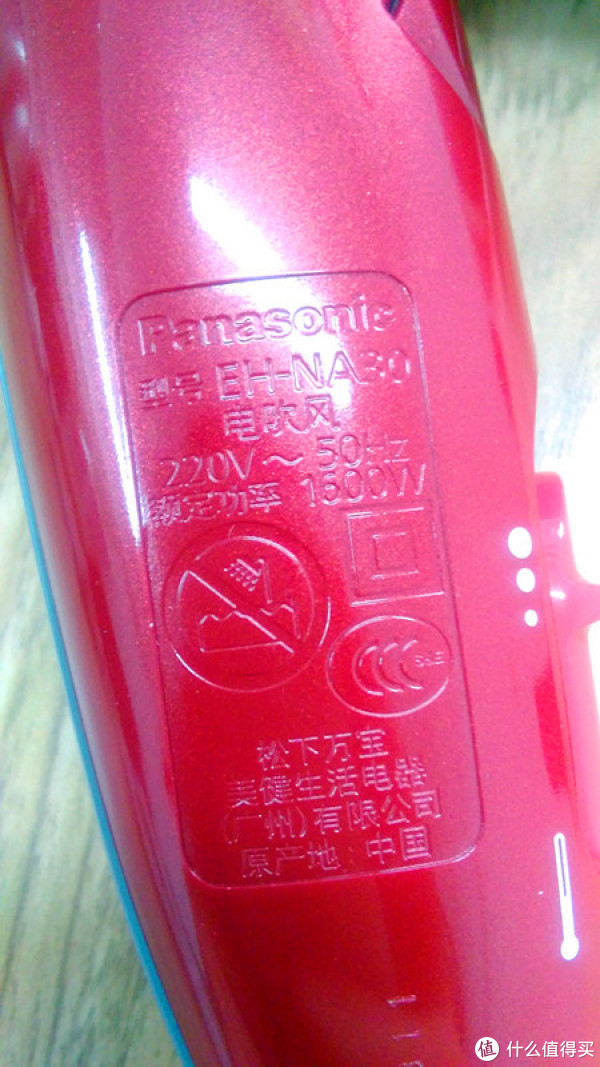 Panasonic
型号 EH-NA30
电吹风
220V～ 50Hz
额定功率 1600W
S&E
松下万宝
美健生活电器
(广州)有限公司
原产地：中国
值 什么值得买